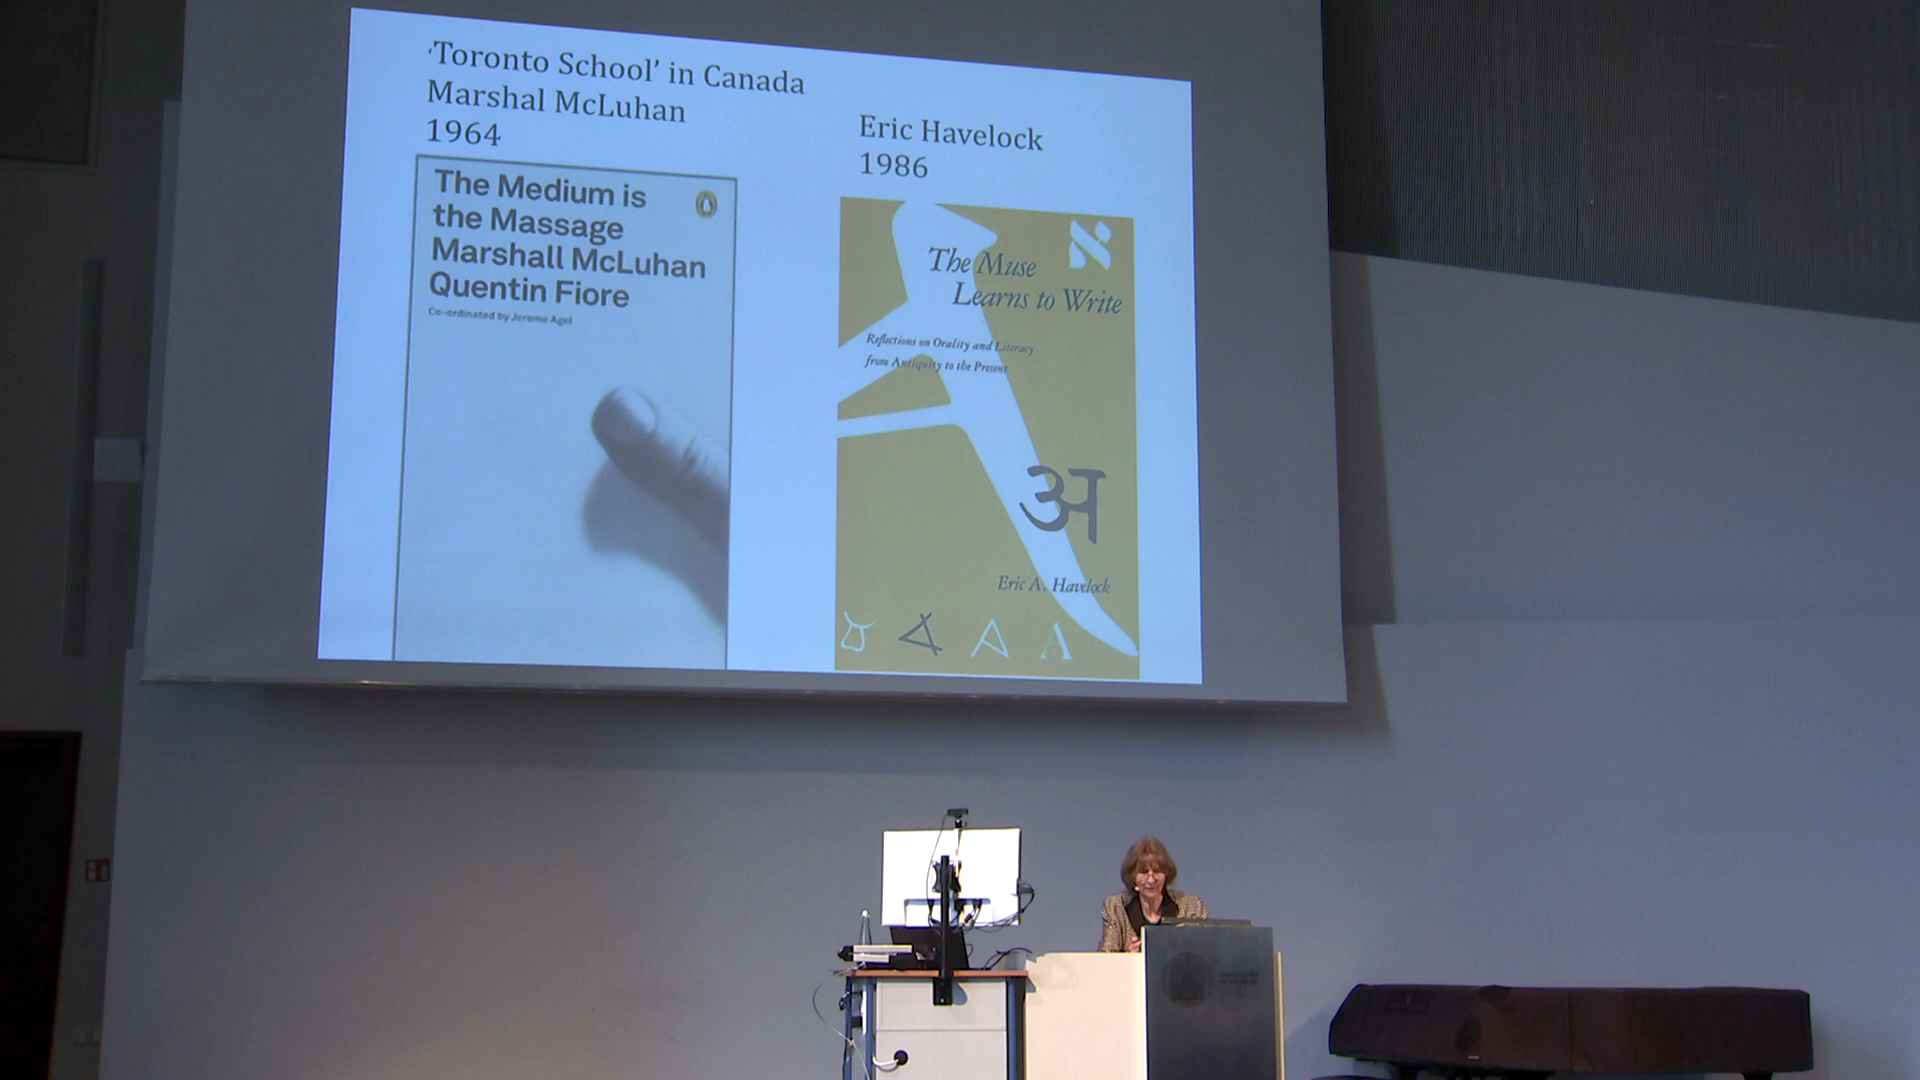 ‘Toronto School’ in Canada
Marshal McLuhan
1964
The Medium is
the Massage
Marshall McLuhan
Quentin Fiore
Co-ordinated by Jerome Agel
Eric Havelock
1986
א
The Muse
Learns to Write
Reflections on Orality and Literacy
from Antiquity to the Present
अ
Eric A. Havelock